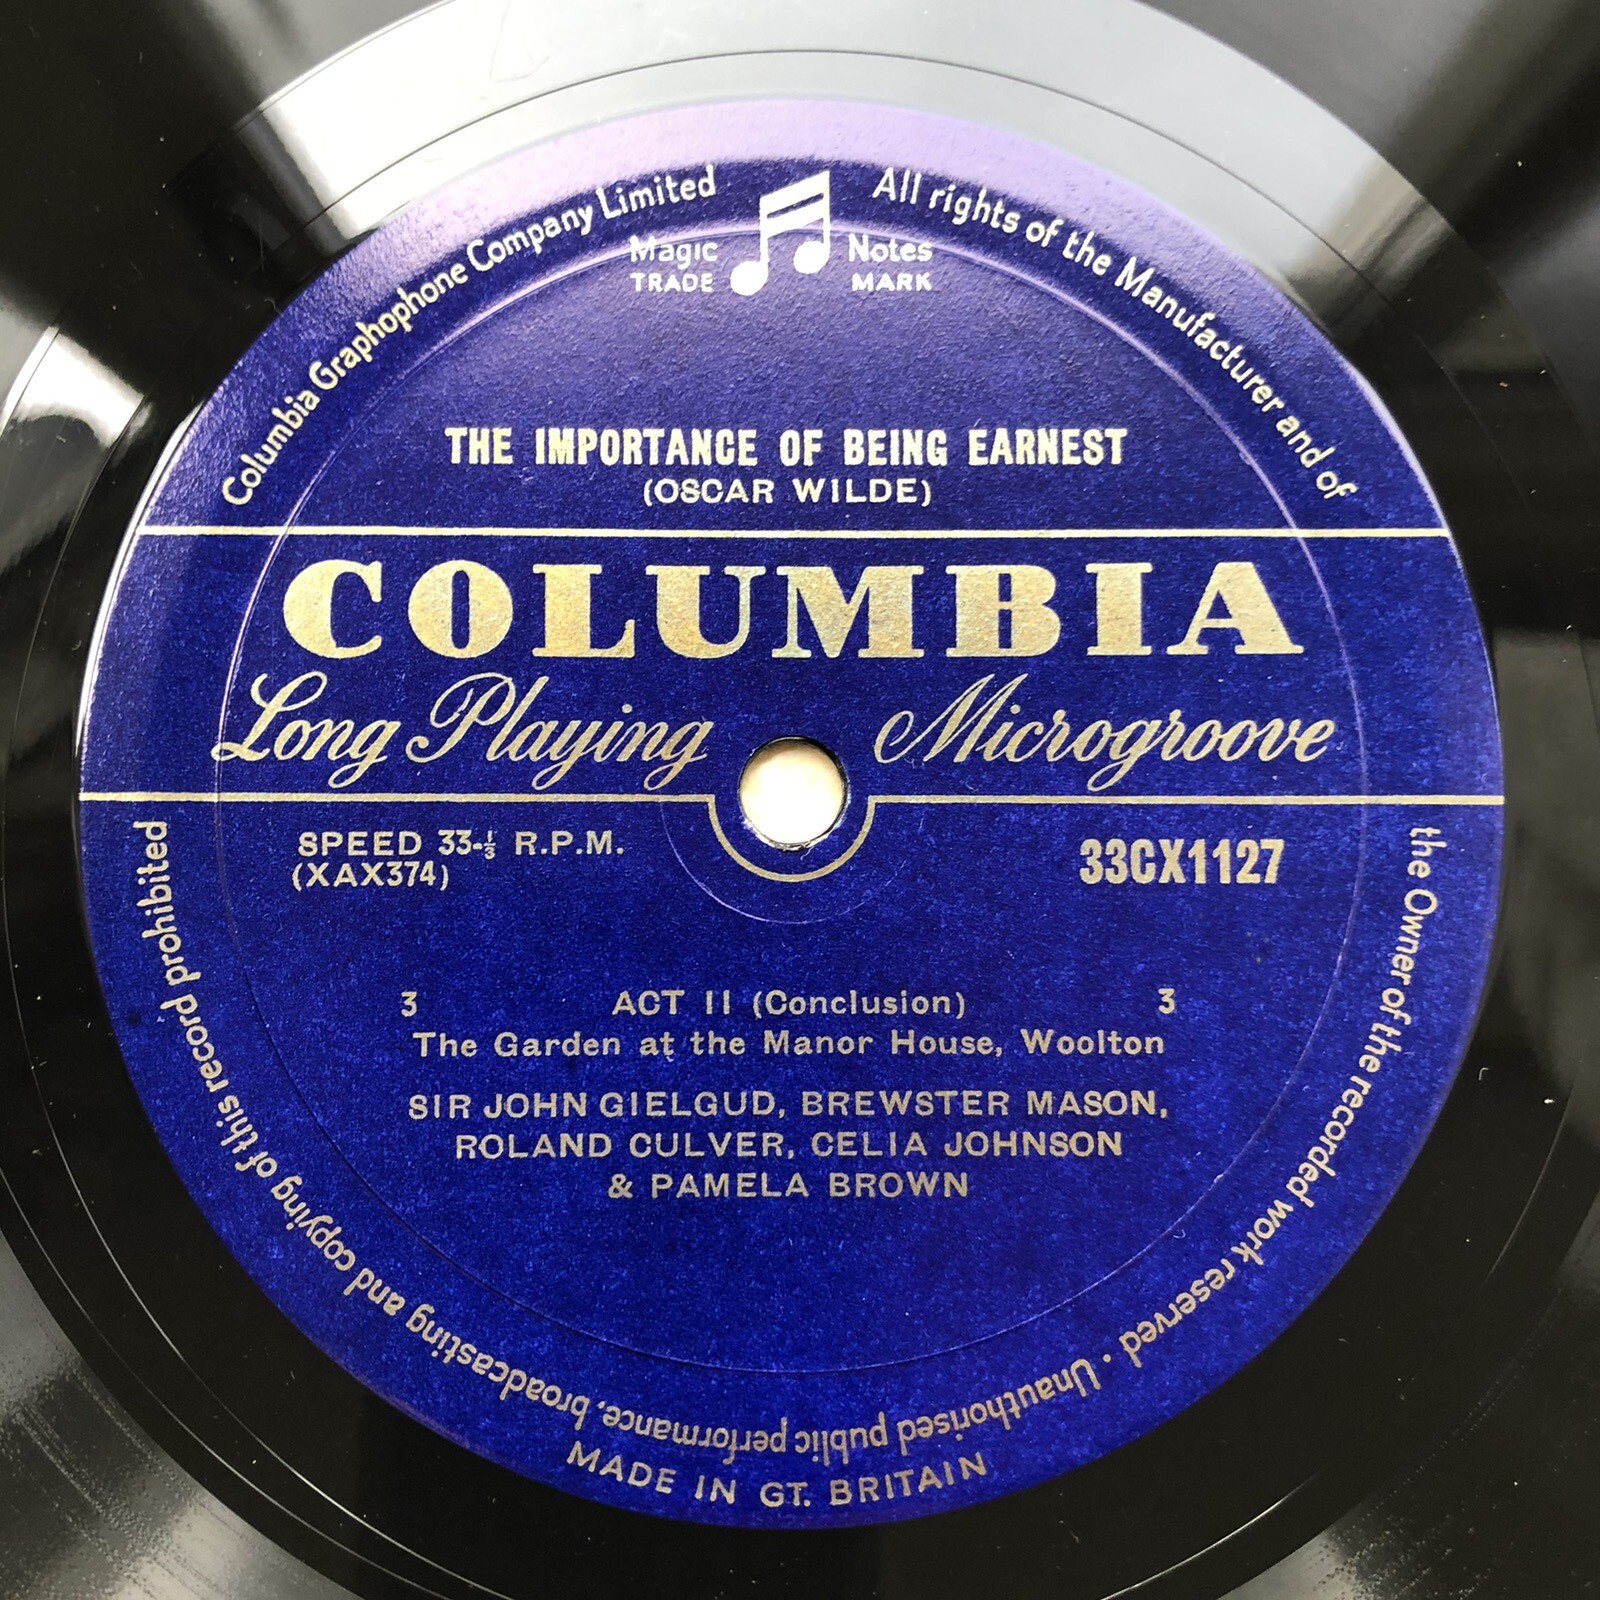 Columbia Graphophone Company Limited
Magic Notes
TRADE MARK
All rights of the Manufacturer and of
the Owner of the recorded work reserved · Unauthorised public performance, broadcasting and copying of this record prohibited
THE IMPORTANCE OF BEING EARNEST
(OSCAR WILDE)
COLUMBIA
Long Playing Microgroove
SPEED 33-⅓ R.P.M.
(XAX374)
33CX1127
3 ACT II (Conclusion) 3
The Garden at the Manor House, Woolton
SIR JOHN GIELGUD, BREWSTER MASON,
ROLAND CULVER, CELIA JOHNSON
& PAMELA BROWN
MADE IN GT. BRITAIN